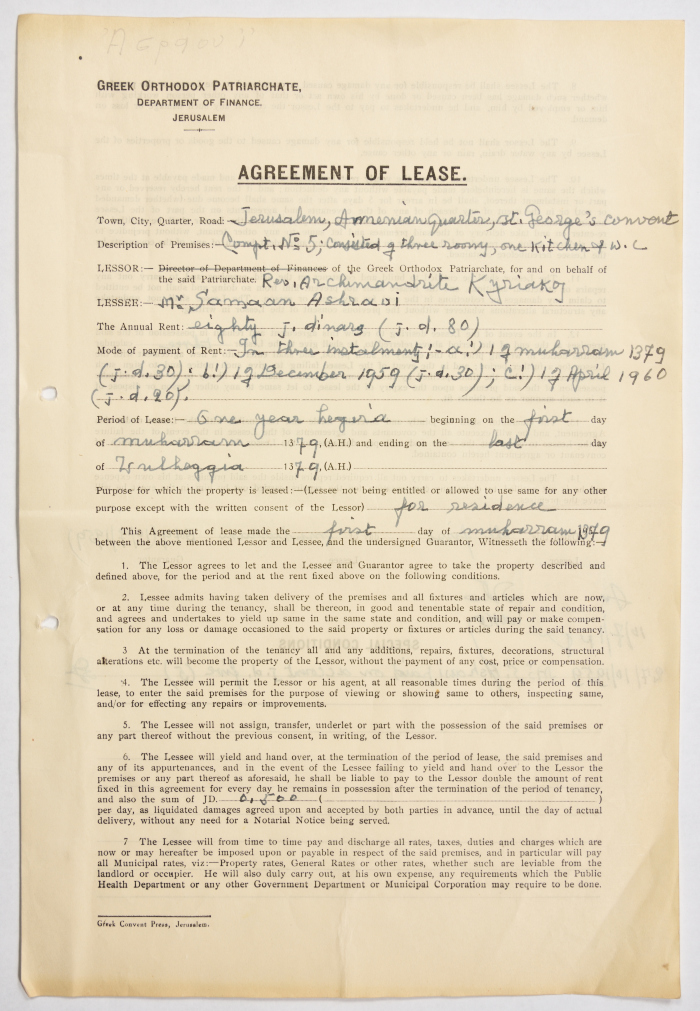 GREEK ORTHODOX PATRIARCHATE,
DEPARTMENT OF FINANCE.
JERUSALEM
AGREEMENT OF LEASE.
Town, City, Quarter, Road:- Jerusalem, Armenian Quarter, st. George's convent
Description of Premises:- Compt. No 5; Consisted of three rooms, one Kitchen & W. C
LESSOR:- Director of Department of Finances of the Greek Orthodox Patriarchate, for and on behalf of
the said Patriarchate. Rev. Archimandrite Kyriakos
LESSEE:- Mr. Samaan Ashravi
The Annual Rent: eighty j. dinars (j. d. 80)
Mode of payment of Rent:- In three instalments:- a!) 1 of muharram 1379
(j. d. 30); b!) 1 of December 1959 (j. d. 30); c!) 1 of April 1960
(j. d. 20).
Period of Lease:- One year hegeria beginning on the first day
of muharram 1379.(A.H.) and ending on the last day
of Zulheggia 1379.(A.H.)
Purpose for which the property is leased:-(Lessee not being entitled or allowed to use same for any other
purpose except with the written consent of the Lessor) for residence
This Agreement of lease made the first day of muharram 1379
between the above mentioned Lessor and Lessee, and the undersigned Guarantor, Witnesseth the following:-
1. The Lessor agrees to let and the Lessee and Guarantor agree to take the property described and
defined above, for the period and at the rent fixed above on the following conditions.
2. Lessee admits having taken delivery of the premises and all fixtures and articles which are now,
or at any time during the tenancy, shall be thereon, in good and tenentable state of repair and condition,
and agrees and undertakes to yield up same in the same state and condition, and will pay or make compen-
sation for any loss or damage occasioned to the said property or fixtures or articles during the said tenancy.
3 At the termination of the tenancy all and any additions, repairs, fixtures, decorations, structural
alterations etc. will become the property of the Lessor, without the payment of any cost, price or compensation.
4. The Lessee will permit the Lessor or his agent, at all reasonable times during the period of this
lease, to enter the said premises for the purpose of viewing or showing same to others, inspecting same,
and/or for effecting any repairs or improvements.
5. The Lessee will not assign, transfer, underlet or part with the possession of the said premises or
any part thereof without the previous consent, in writing, of the Lessor.
6. The Lessee will yield and hand over, at the termination of the period of lease, the said premises and
any of its appurtenances, and in the event of the Lessee failing to yield and hand over to the Lessor the
premises or any part thereof as aforesaid, he shall be liable to pay to the Lessor double the amount of rent
fixed in this agreement for every day he remains in possession after the termination of the period of tenancy,
and also the sum of JD. 0,500 ( )
per day, as liquidated damages agreed upon and accepted by both parties in advance, until the day of actual
delivery, without any need for a Notarial Notice being served.
7 The Lessee will from time to time pay and discharge all rates, taxes, duties and charges which are
now or may hereafter be imposed upon or payable in respect of the said premises, and in particular will pay
all Municipal rates, viz:-Property rates, General Rates or other rates, whether such are leviable from the
landlord or occupier. He will also duly carry out, at his own expense, any requirements which the Public
Health Department or any other Government Department or Municipal Corporation may require to be done.
Greek Convent Press, Jerusalem.